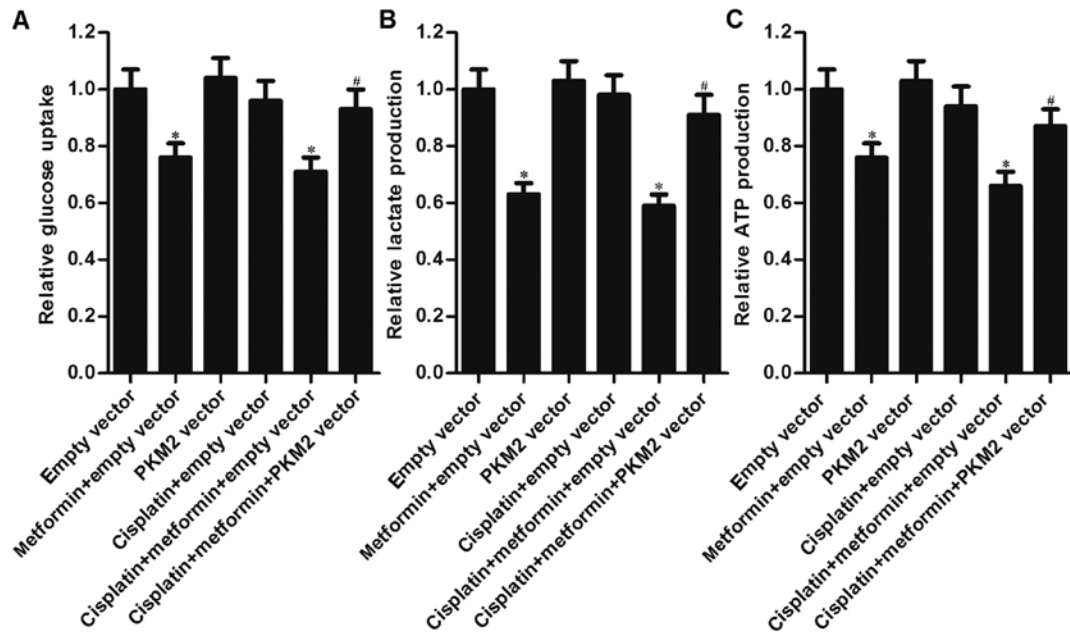 A
Relative glucose uptake
1.2
1.0
0.8
0.6
0.4
0.2
0.0
*
*
#
Empty vector
Metformin+empty vector
PKM2 vector
Cisplatin+empty vector
Cisplatin+metformin+empty vector
Cisplatin+metformin+PKM2 vector
B
Relative lactate production
1.2
1.0
0.8
0.6
0.4
0.2
0.0
*
*
#
Empty vector
Metformin+empty vector
PKM2 vector
Cisplatin+empty vector
Cisplatin+metformin+empty vector
Cisplatin+metformin+PKM2 vector
C
Relative ATP production
1.2
1.0
0.8
0.6
0.4
0.2
0.0
*
*
#
Empty vector
Metformin+empty vector
PKM2 vector
Cisplatin+empty vector
Cisplatin+metformin+empty vector
Cisplatin+metformin+PKM2 vector